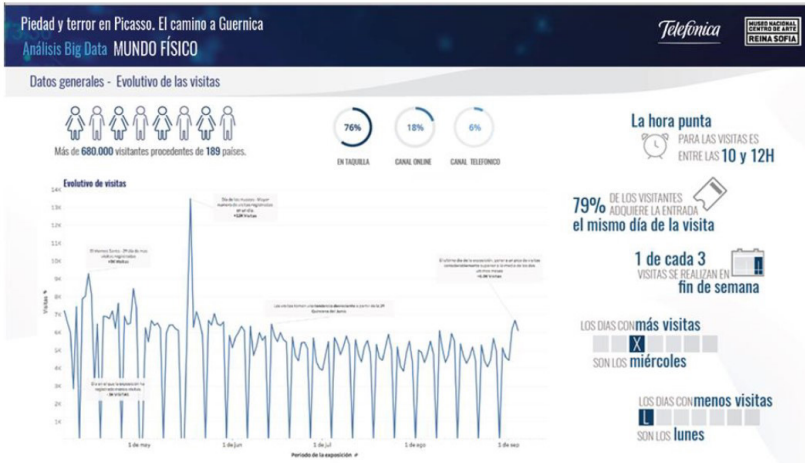 Piedad y terror en Picasso. El camino a Guernica
Análisis Big Data MUNDO FÍSICO
Telefónica
MUSEO NACIONAL
CENTRO DE ARTE
REINA SOFIA
Datos generales - Evolutivo de las visitas
Más de 680.000 visitantes procedentes de 189 países.
76%
EN TAQUILLA
18%
CANAL ONLINE
6%
CANAL TELEFONICO
La hora punta
PARA LAS VISITAS ES
ENTRE LAS 10 y 12H
79% DE LOS VISITANTES
ADQUIERE LA ENTRADA
el mismo día de la visita
1 de cada 3
VISITAS SE REALIZAN EN
fin de semana
LOS DIAS CON más visitas
X
SON LOS miércoles
LOS DIAS CON menos visitas
L
SON LOS lunes
Evolutivo de visitas
14K
13K
12K
11K
10K
9K
8K
7K
6K
5K
4K
3K
2K
1K
Visitas
1 de may
1 de jun
1 de jul
1 de ago
1 de sep
Periodo de la exposición